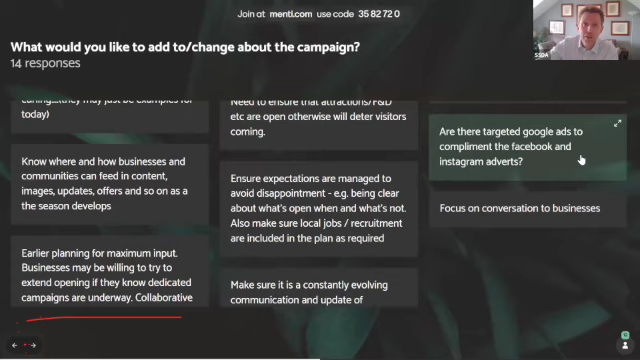 Join at menti.com use code 35 82 72 0
What would you like to add to/change about the campaign?
14 responses
SSDA
today)
Know where and how businesses and
communities can feed in content,
images, updates, offers and so on as a
the season develops
Earlier planning for maximum input.
Businesses may be willing to try to
extend opening if they know dedicated
campaigns are underway. Collaborative
Need to ensure that attractions/F&D
etc are open otherwise will deter visitors
coming.
Ensure expectations are managed to
avoid disappointment - e.g. being clear
about what's open when and what's not.
Also make sure local jobs / recruitment
are included in the plan as required
Make sure it is a constantly evolving
communication and update of
Are there targeted google ads to
compliment the facebook and
instagram adverts?
Focus on conversation to businesses